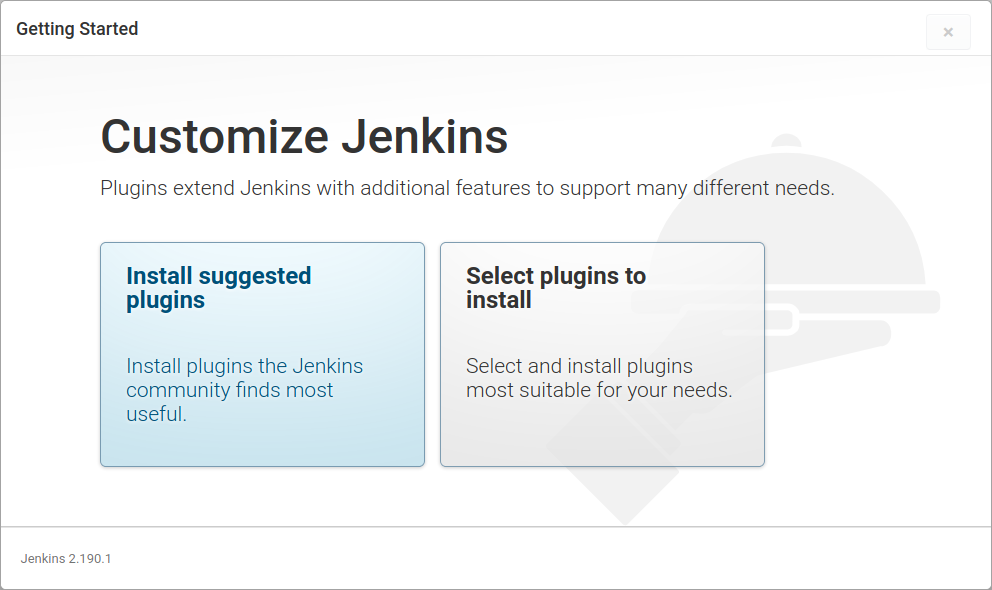 Getting Started
×
Customize Jenkins
Plugins extend Jenkins with additional features to support many different needs.
Install suggested
plugins
Install plugins the Jenkins
community finds most
useful.
Select plugins to
install
Select and install plugins
most suitable for your needs.
Jenkins 2.190.1